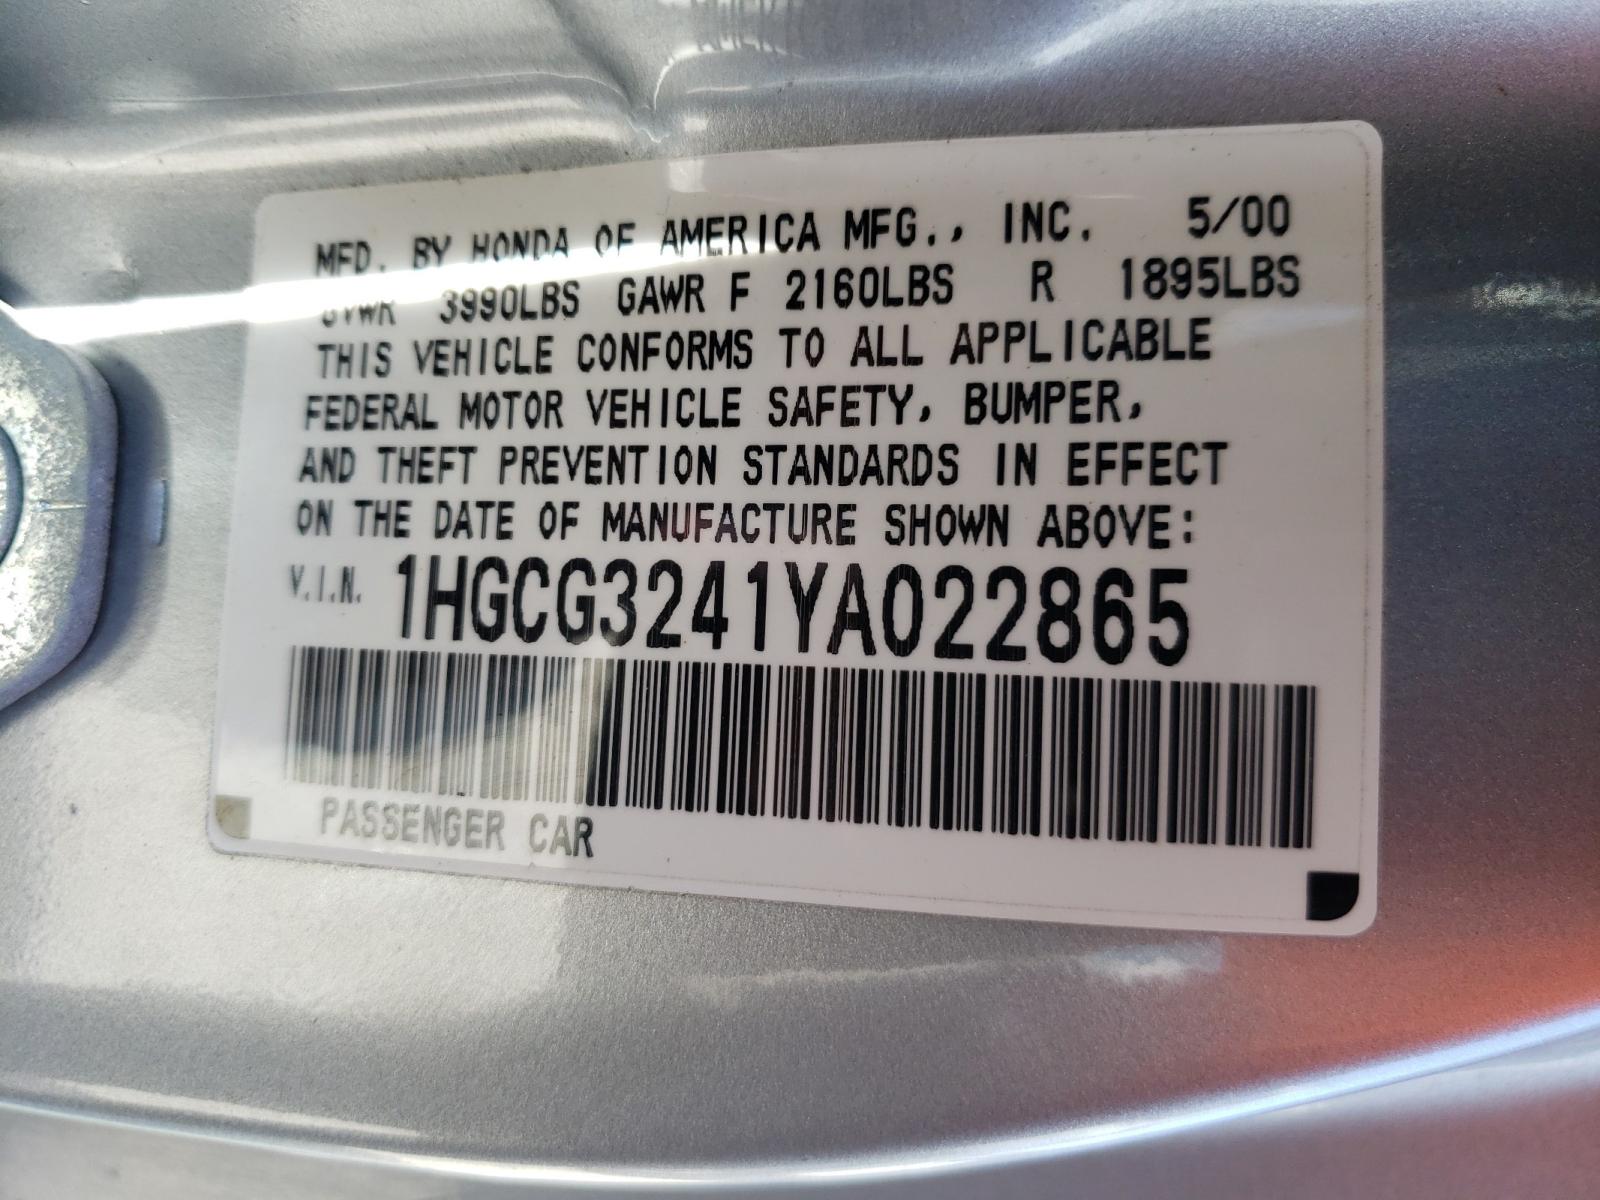 MFD. BY HONDA OF AMERICA MFG., INC. 5/00
GVWR 3990LBS GAWR F 2160LBS R 1895LBS
THIS VEHICLE CONFORMS TO ALL APPLICABLE
FEDERAL MOTOR VEHICLE SAFETY, BUMPER,
AND THEFT PREVENTION STANDARDS IN EFFECT
ON THE DATE OF MANUFACTURE SHOWN ABOVE:
V.I.N. 1HGCG3241YA022865
PASSENGER CAR